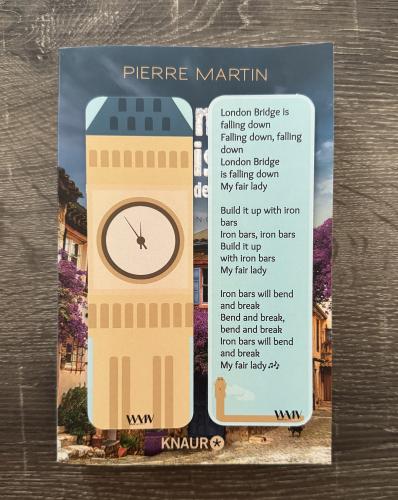 PIERRE MARTIN
London Bridge is
falling down
Falling down, falling
down
London Bridge
is falling down
My fair lady
Build it up with iron
bars
Iron bars, iron bars
Build it up
with iron bars
My fair lady
Iron bars will bend
and break
Bend and break,
bend and break
Iron bars will bend
and break
My fair lady
KNAUR